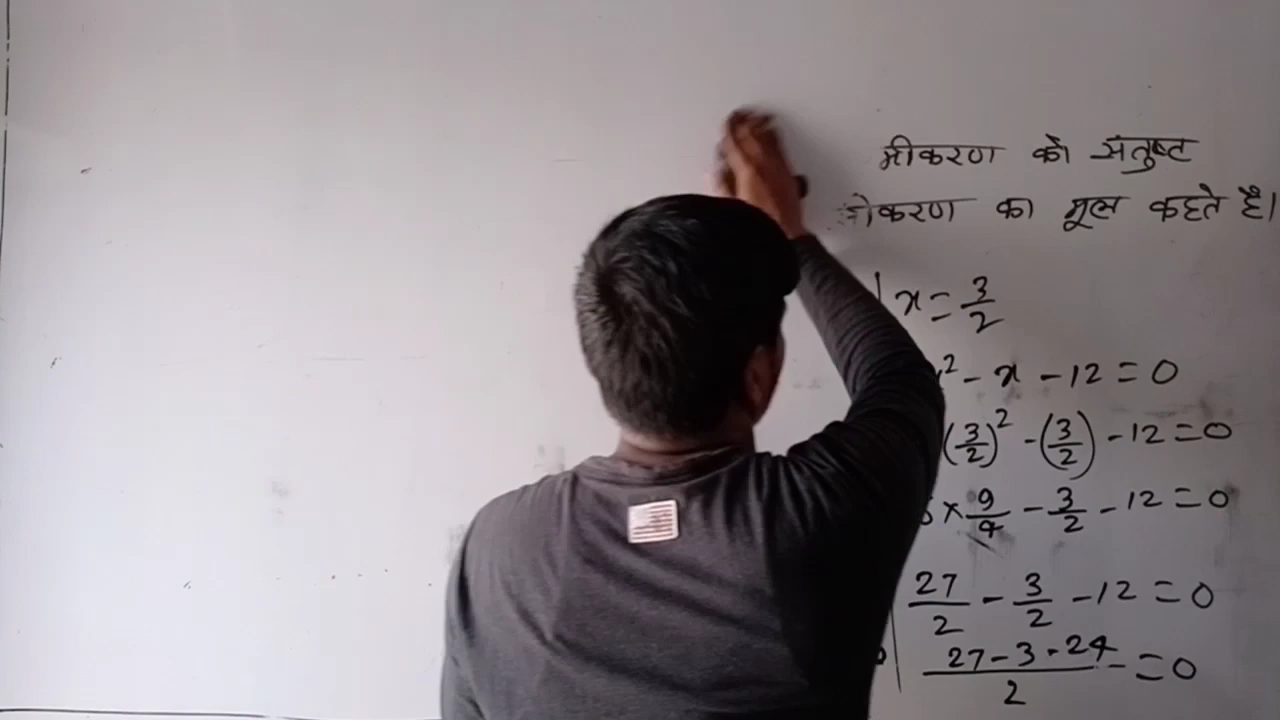 मीकरण को संतुष्ट
ीकरण का मूल कहते है।
x = 3/2
² - x - 12 = 0
(3/2)² - (3/2) - 12 = 0
× 9/4 - 3/2 - 12 = 0
27/2 - 3/2 - 12 = 0
(27 - 3 - 24)/2 = 0